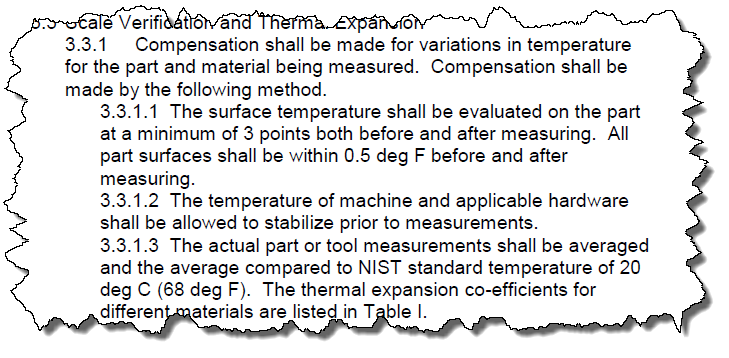 3.3 Scale Verification and Thermal Expansion
3.3.1 Compensation shall be made for variations in temperature
for the part and material being measured. Compensation shall be
made by the following method.
3.3.1.1 The surface temperature shall be evaluated on the part
at a minimum of 3 points both before and after measuring. All
part surfaces shall be within 0.5 deg F before and after
measuring.
3.3.1.2 The temperature of machine and applicable hardware
shall be allowed to stabilize prior to measurements.
3.3.1.3 The actual part or tool measurements shall be averaged
and the average compared to NIST standard temperature of 20
deg C (68 deg F). The thermal expansion co-efficients for
different materials are listed in Table I.